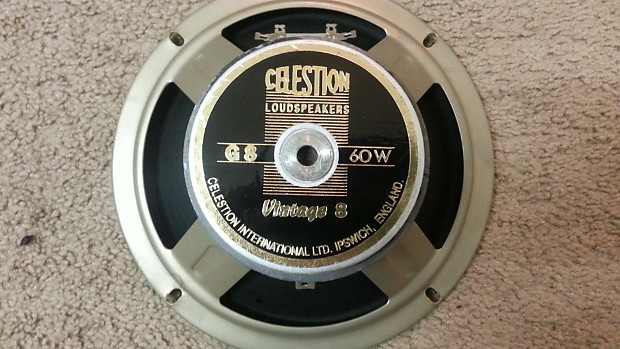 CELESTION
LOUDSPEAKERS
G8 60W
Vintage 8
CELESTION INTERNATIONAL LTD. IPSWICH, ENGLAND.